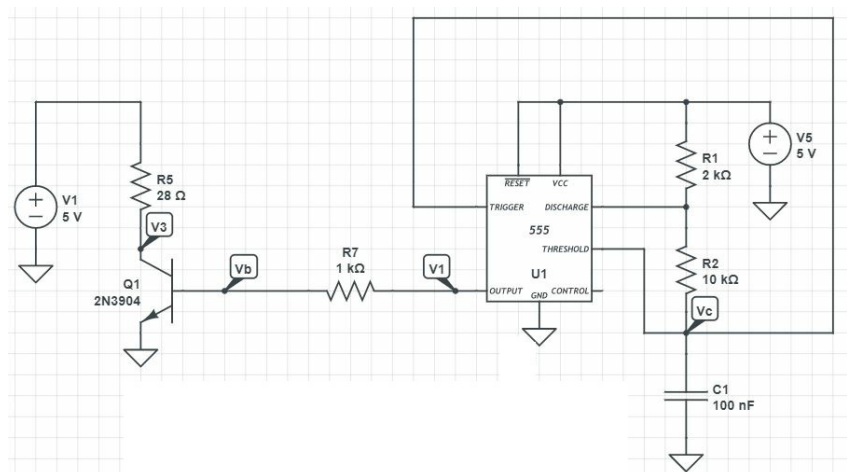 V1
5 V
R5
28 Ω
V3
Q1
2N3904
Vb
R7
1 kΩ
V1
RESET
VCC
TRIGGER
DISCHARGE
555
THRESHOLD
U1
OUTPUT
GND
CONTROL
R1
2 kΩ
V5
5 V
R2
10 kΩ
Vc
C1
100 nF